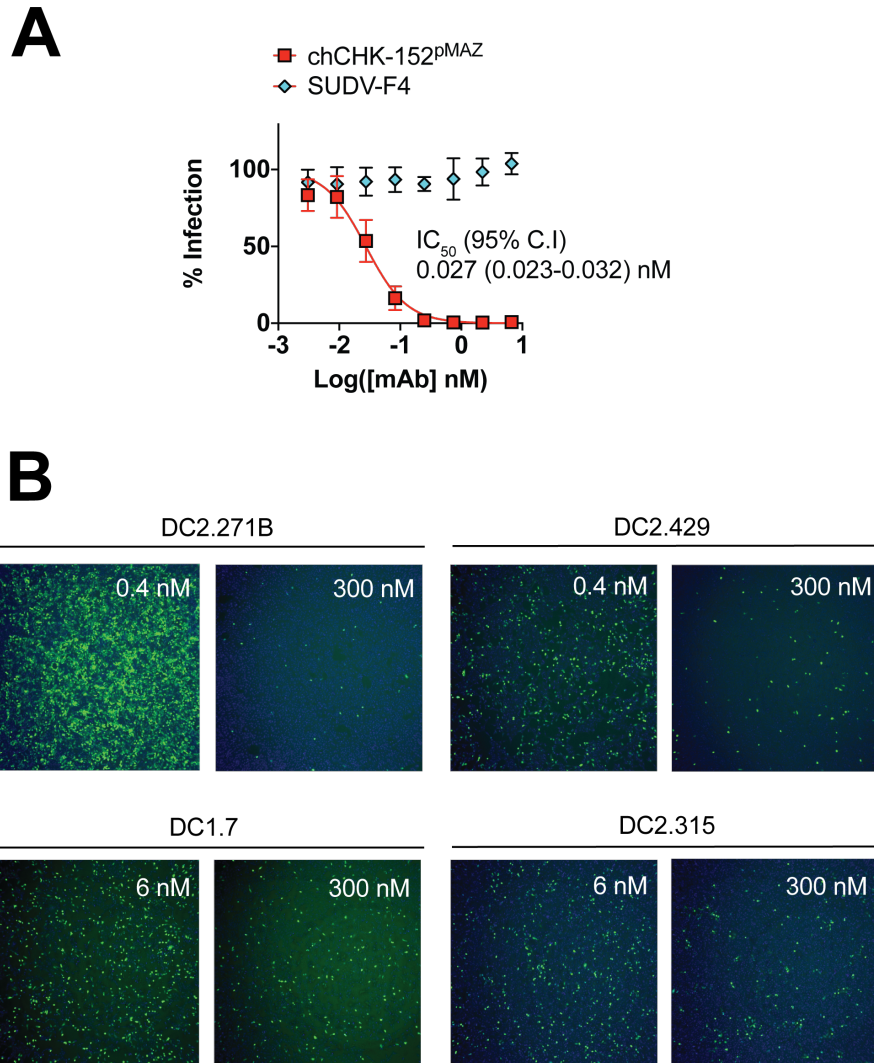 A
chCHK-152pMAZ
SUDV-F4
% Infection
100
50
0
IC50 (95% C.I)
0.027 (0.023-0.032) nM
-3 -2 -1 0 1
Log([mAb] nM)
B
DC2.271B
DC2.429
0.4 nM
300 nM
0.4 nM
300 nM
DC1.7
DC2.315
6 nM
300 nM
6 nM
300 nM